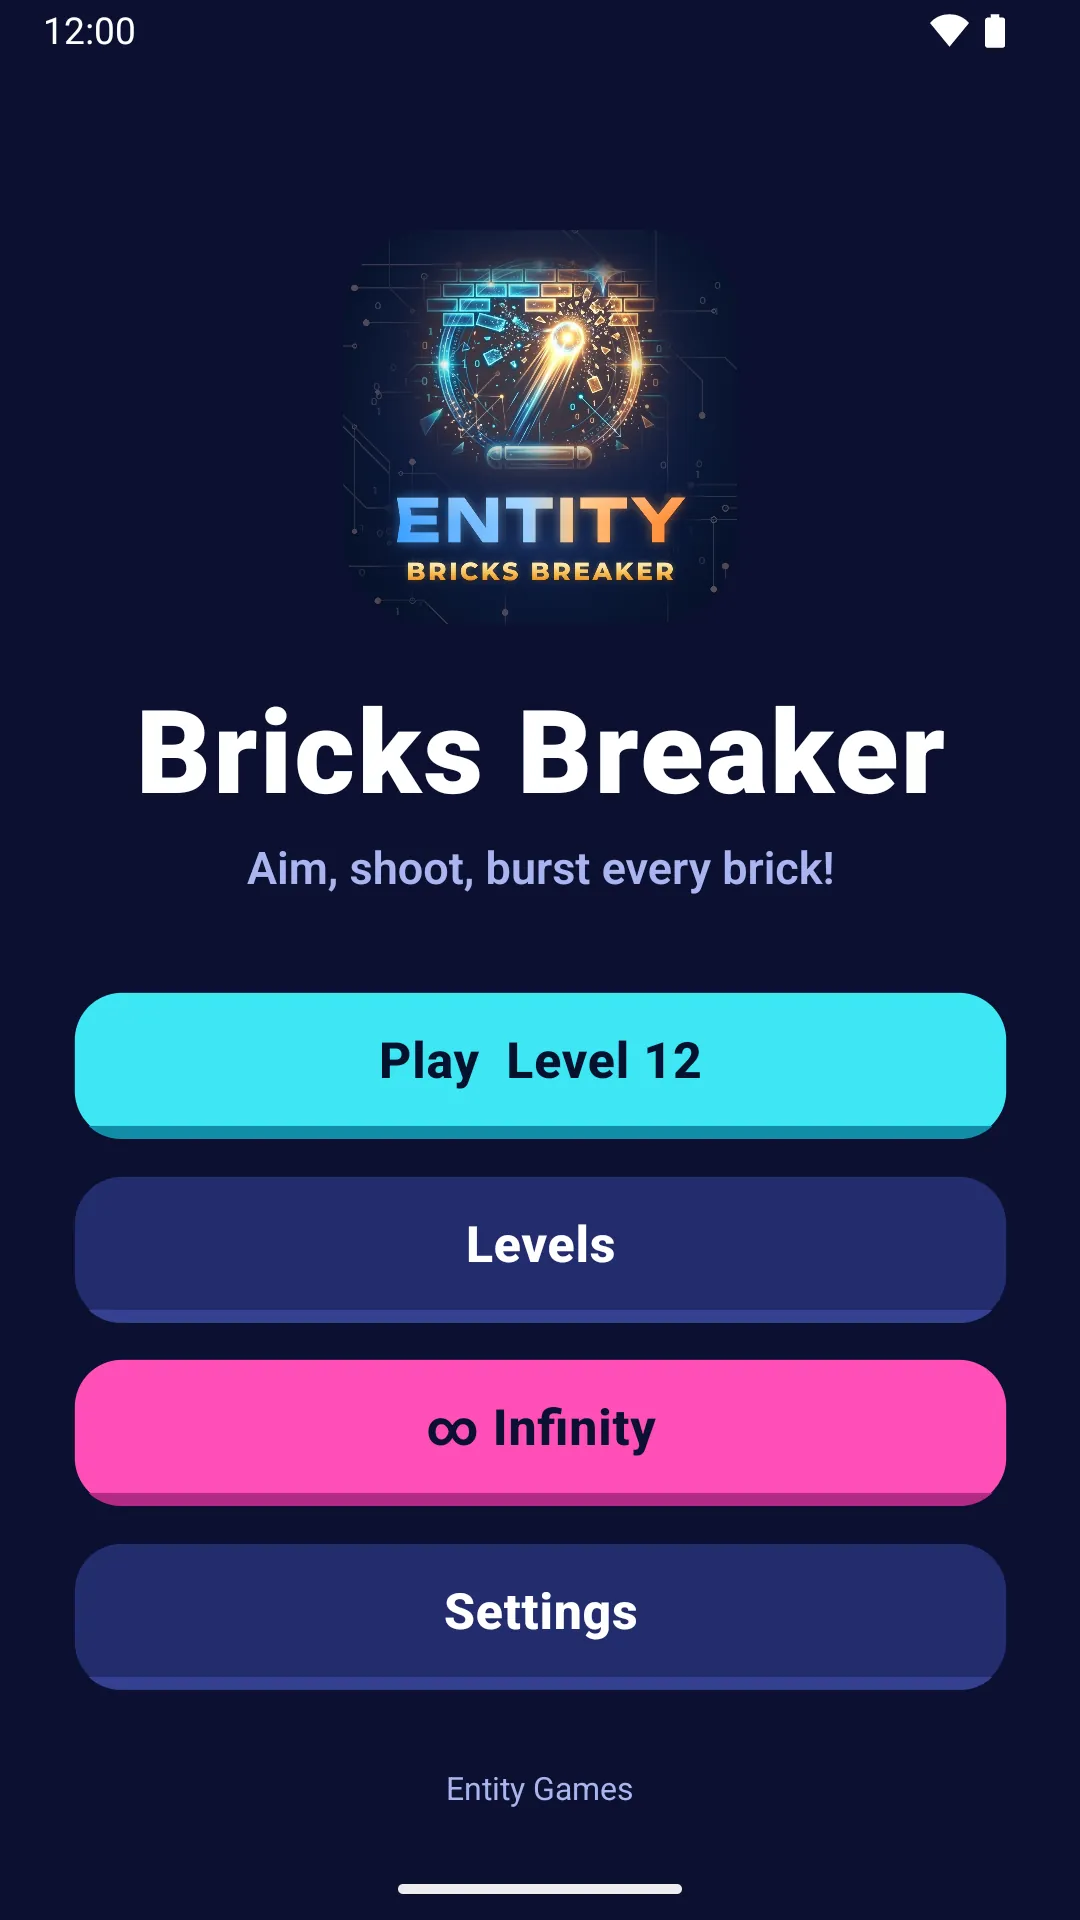 12:00
ENTITY
BRICKS BREAKER
Bricks Breaker
Aim, shoot, burst every brick!
Play  Level 12
Levels
∞ Infinity
Settings
Entity Games